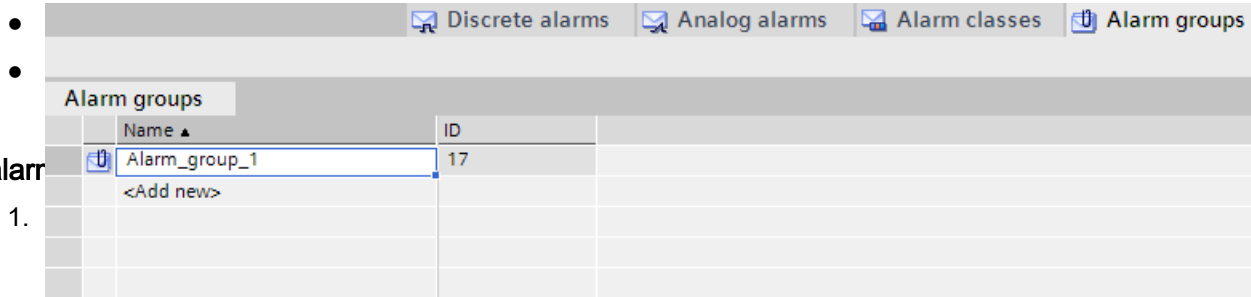 Discrete alarms Analog alarms Alarm classes Alarm groups
Alarm groups
Name ID
Alarm_group_1 17
<Add new>
1.